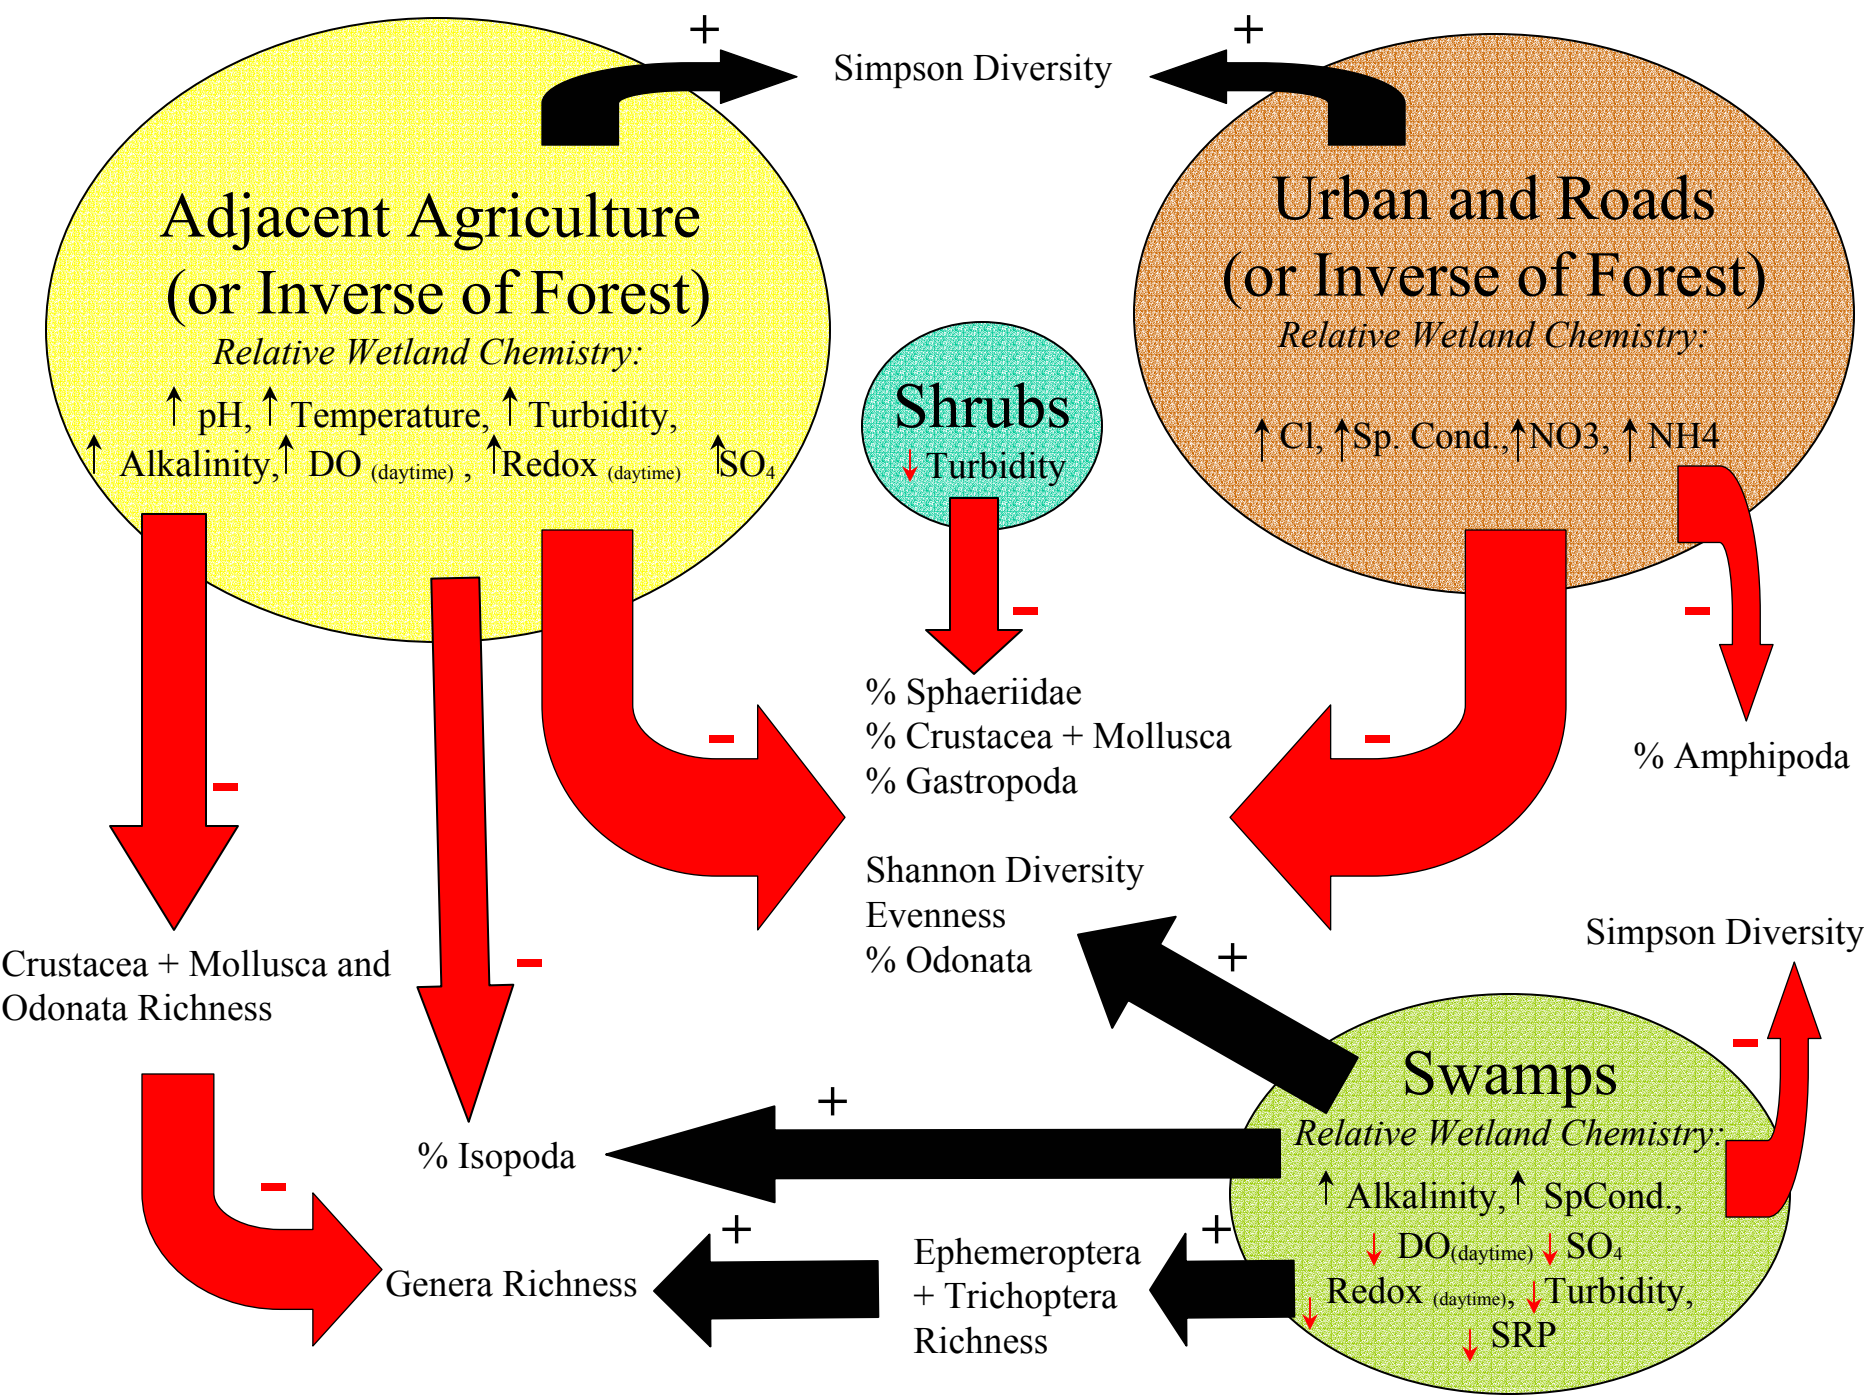 +
Simpson Diversity
+
Adjacent Agriculture
(or Inverse of Forest)
Relative Wetland Chemistry:
↑ pH, ↑ Temperature, ↑ Turbidity,
↑ Alkalinity, ↑ DO (daytime) , ↑Redox (daytime) ↑SO₄
Urban and Roads
(or Inverse of Forest)
Relative Wetland Chemistry:
↑Cl, ↑Sp. Cond.,↑NO3, ↑ NH4
Shrubs
↓ Turbidity
-
-
-
-
% Sphaeriidae
% Crustacea + Mollusca
% Gastropoda
% Amphipoda
-
Shannon Diversity
Evenness
% Odonata
+
Simpson Diversity
-
Crustacea + Mollusca and
Odonata Richness
-
-
Swamps
Relative Wetland Chemistry:
↑ Alkalinity,↑ SpCond.,
↓ DO(daytime) ↓ SO₄
↓ Redox (daytime), ↓Turbidity,
↓ SRP
+
% Isopoda
-
+
+
Genera Richness
Ephemeroptera
+ Trichoptera
Richness